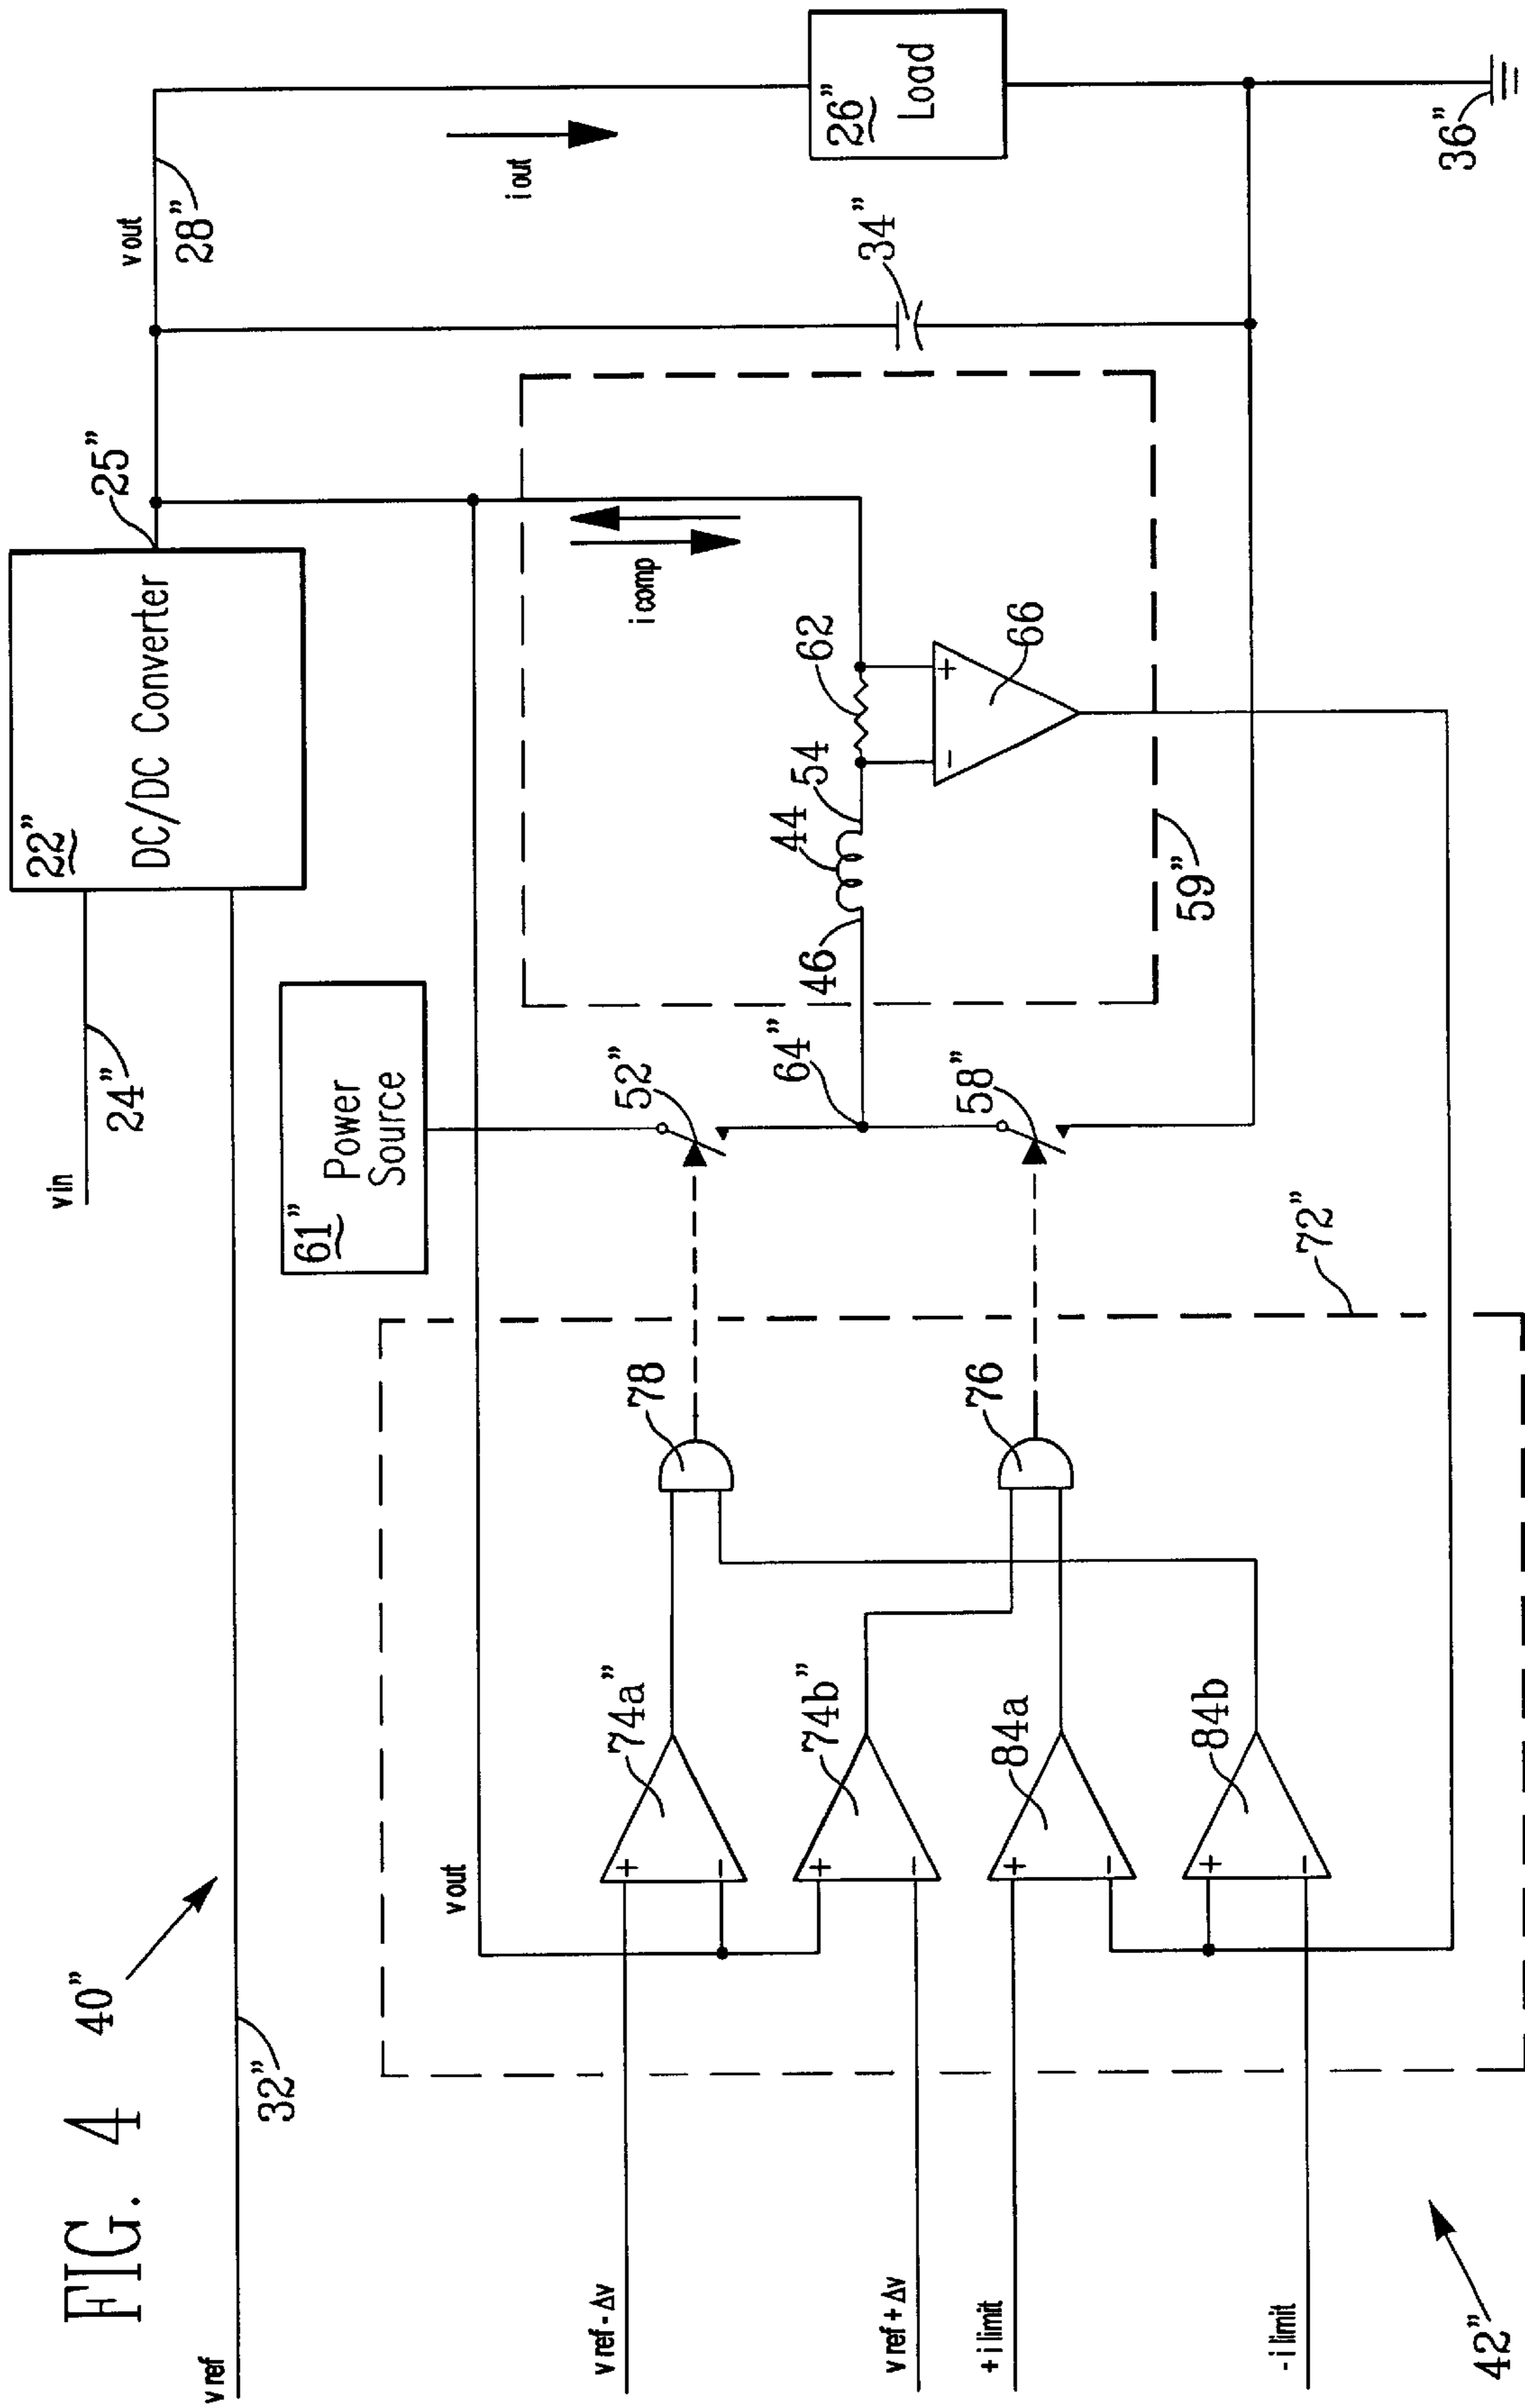 FIG. 4
40”
v ref
32”
v in
24”
22”
DC/DC Converter
25”
v out
28”
i out
26”
Load
34”
36”
61”
Power
Source
52”
64”
58”
46
44
54
62
66
i comp
59”
72”
78
76
v out
74a”
+
-
74b”
+
-
84a
+
-
84b
+
-
-
+
v ref - Δv
v ref + Δv
+ i limit
- i limit
42”